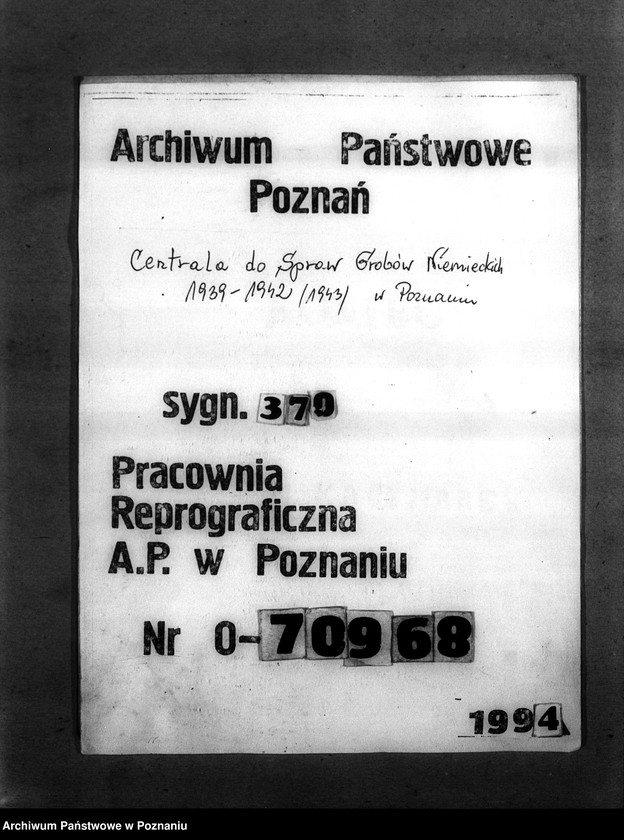 Archiwum Państwowe
Poznań
Centrala do Spraw Grobów Niemieckich
1939-1942 /1943/ w Poznaniu
sygn. 370
Pracownia
Reprograficzna
A.P. w Poznaniu
Nr 0-70968
1994
Archiwum Państwowe w Poznaniu